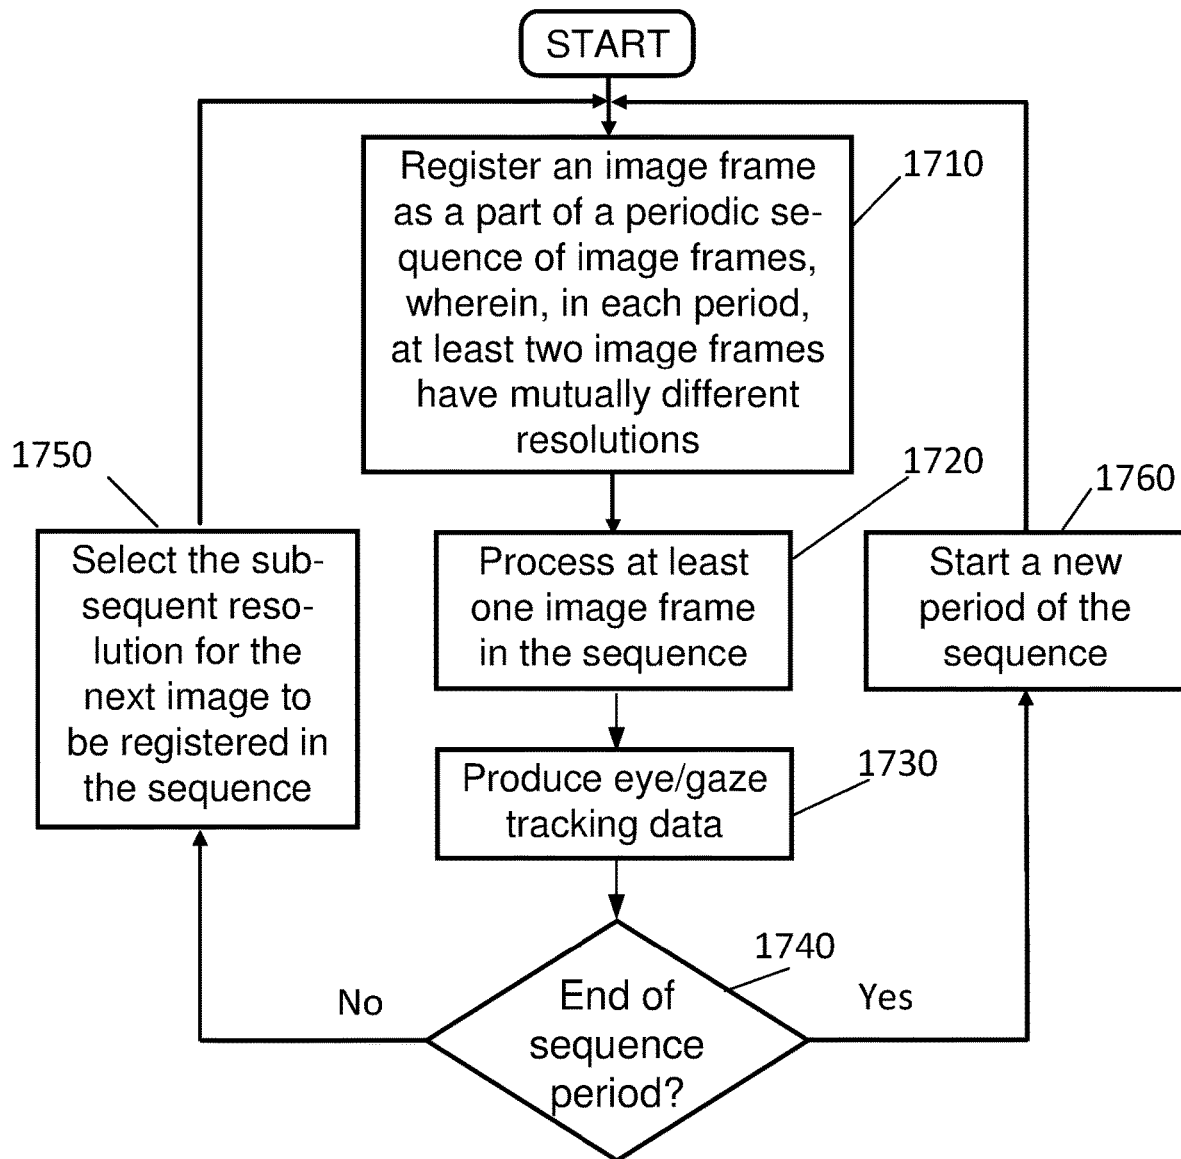 START
Register an image frame
as a part of a periodic se-
quence of image frames,
wherein, in each period,
at least two image frames
have mutually different
resolutions
1710
1750
Select the sub-
sequent reso-
lution for the
next image to
be registered in
the sequence
Process at least
one image frame
in the sequence
1720
1760
Start a new
period of the
sequence
Produce eye/gaze
tracking data
1730
1740
End of
sequence
period?
No
Yes